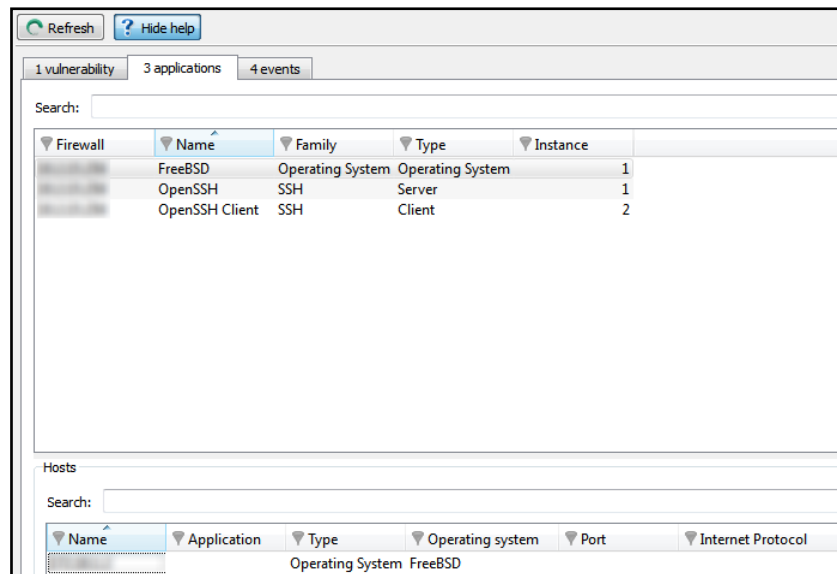 Refresh ? Hide help
1 vulnerability 3 applications 4 events
Search:
Firewall Name Family Type Instance
FreeBSD Operating System Operating System 1
OpenSSH SSH Server 1
OpenSSH Client SSH Client 2
Hosts
Search:
Name Application Type Operating system Port Internet Protocol
Operating System FreeBSD